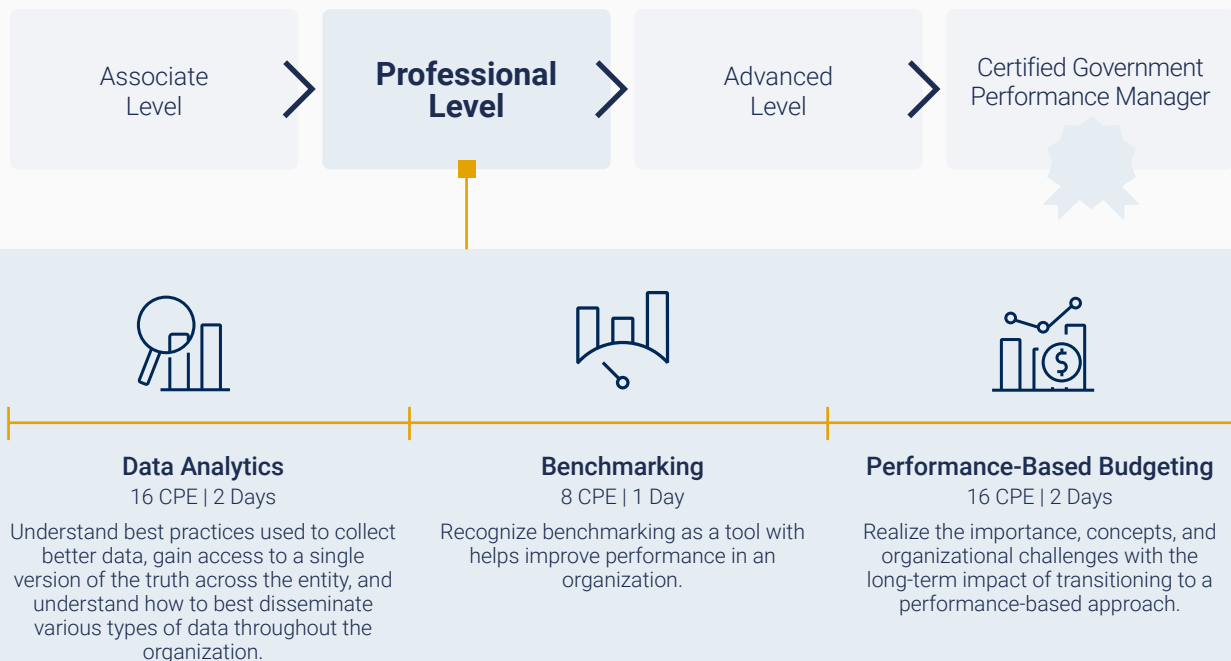 Associate
Level
Professional
Level
Advanced
Level
Certified Government
Performance Manager
$
Data Analytics
16 CPE | 2 Days
Understand best practices used to collect
better data, gain access to a single
version of the truth across the entity, and
understand how to best disseminate
various types of data throughout the
organization.
Benchmarking
8 CPE | 1 Day
Recognize benchmarking as a tool with
helps improve performance in an
organization.
Performance-Based Budgeting
16 CPE | 2 Days
Realize the importance, concepts, and
organizational challenges with the
long-term impact of transitioning to a
performance-based approach.